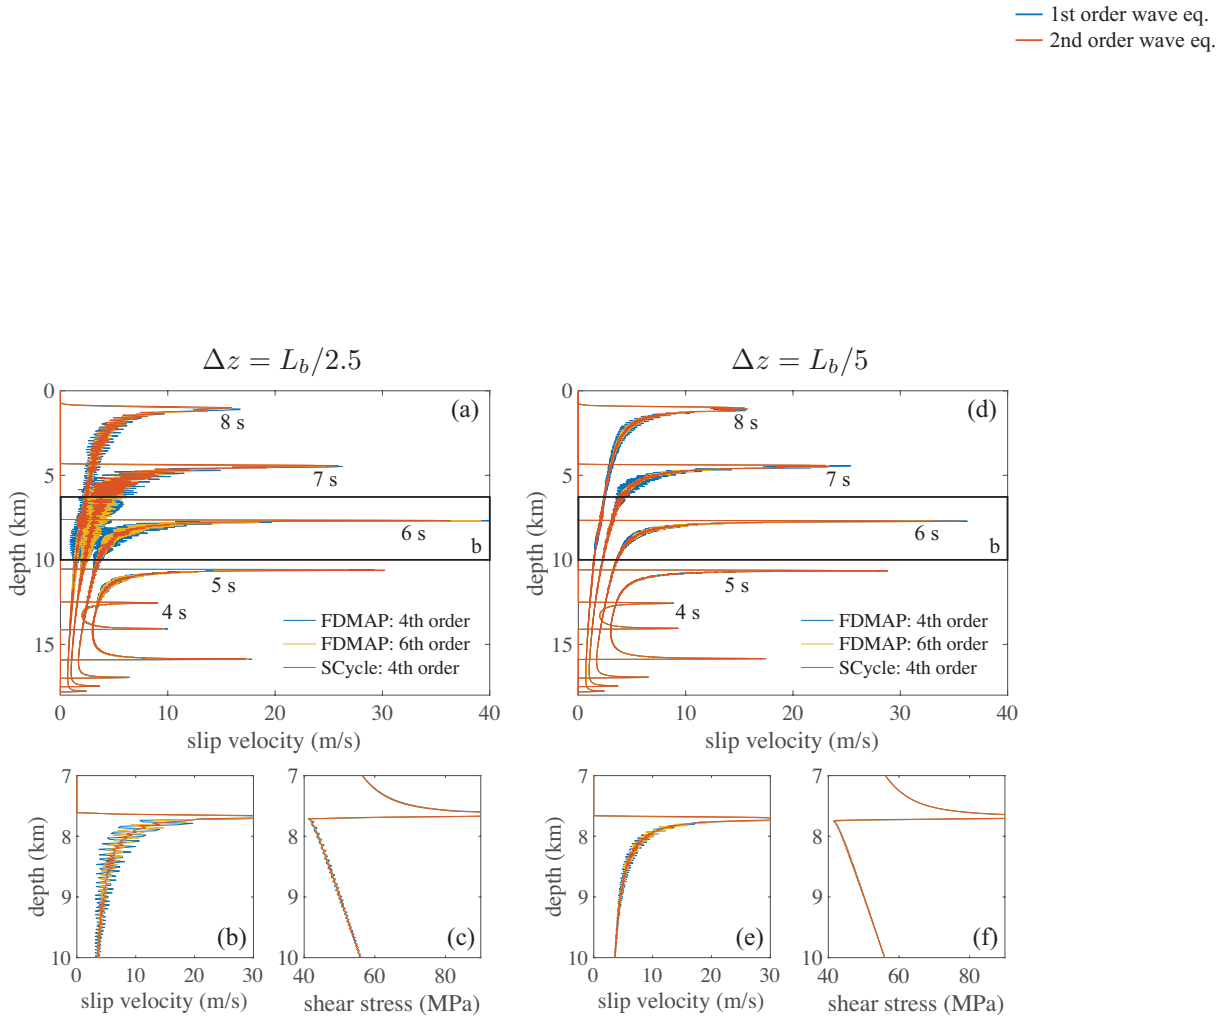 1st order wave eq.
2nd order wave eq.
Δz = L_b/2.5
Δz = L_b/5
0
5
10
15
depth (km)
(a)
8 s
7 s
6 s
b
5 s
4 s
FDMAP: 4th order
FDMAP: 6th order
SCycle: 4th order
0 10 20 30 40
slip velocity (m/s)
0
5
10
15
depth (km)
(d)
8 s
7 s
6 s
b
5 s
4 s
FDMAP: 4th order
FDMAP: 6th order
SCycle: 4th order
0 10 20 30 40
slip velocity (m/s)
7
8
9
10
depth (km)
(b)
0 10 20 30
slip velocity (m/s)
7
8
9
10
(c)
40 60 80
shear stress (MPa)
7
8
9
10
depth (km)
(e)
0 10 20 30
slip velocity (m/s)
7
8
9
10
(f)
40 60 80
shear stress (MPa)